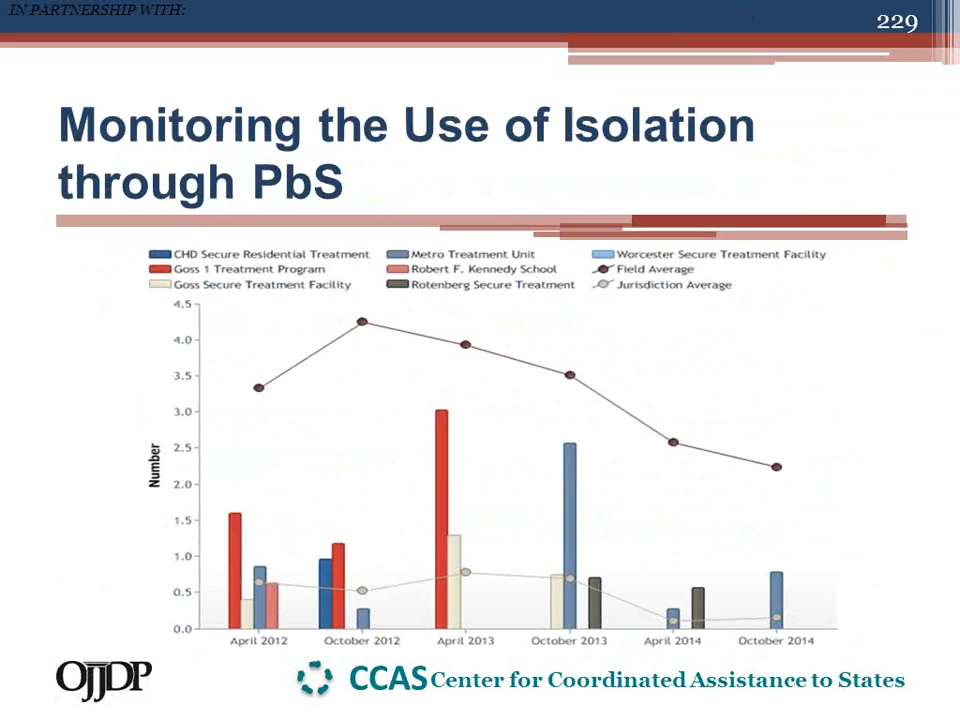 IN PARTNERSHIP WITH:
229
Monitoring the Use of Isolation
through PbS
CHD Secure Residential Treatment
Metro Treatment Unit
Worcester Secure Treatment Facility
Goss 1 Treatment Program
Robert F. Kennedy School
Field Average
Goss Secure Treatment Facility
Rotenberg Secure Treatment
Jurisdiction Average
4.5
4.0
3.5
3.0
2.5
2.0
1.5
1.0
0.5
0.0
Number
April 2012
October 2012
April 2013
October 2013
April 2014
October 2014
OJJDP
CCAS Center for Coordinated Assistance to States